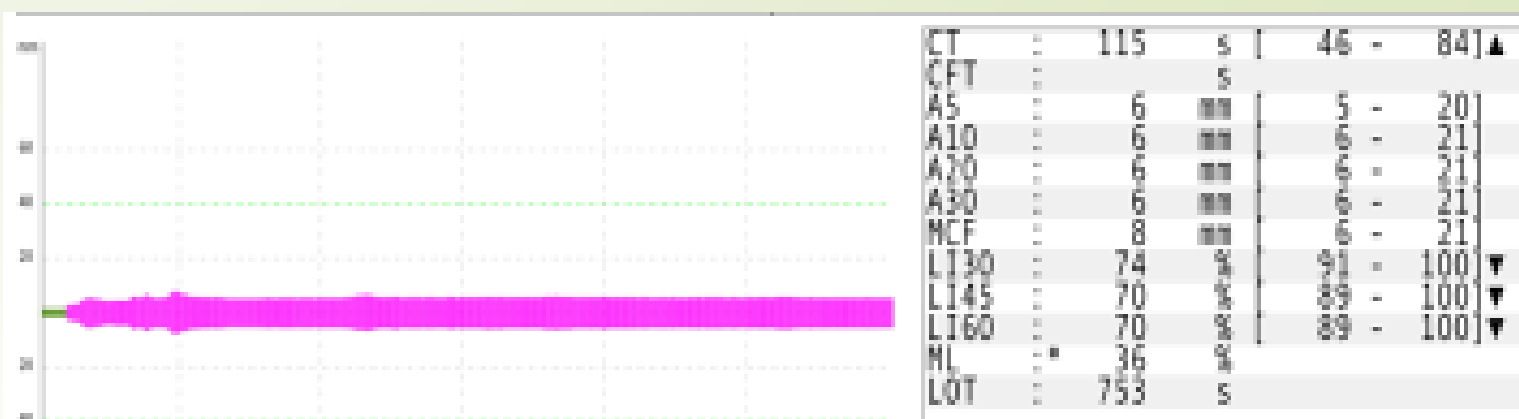 CT : 115 s [ 46 - 84]▲
CFT : s
A5 : 6 mm [ 5 - 20]
A10 : 6 mm [ 6 - 21]
A20 : 6 mm [ 6 - 21]
A30 : 6 mm [ 6 - 21]
MCF : 8 mm [ 6 - 21]
LI30 : 74 % [ 91 - 100]▼
LI45 : 70 % [ 89 - 100]▼
LI60 : 70 % [ 89 - 100]▼
ML :* 36 %
LOT : 753 s